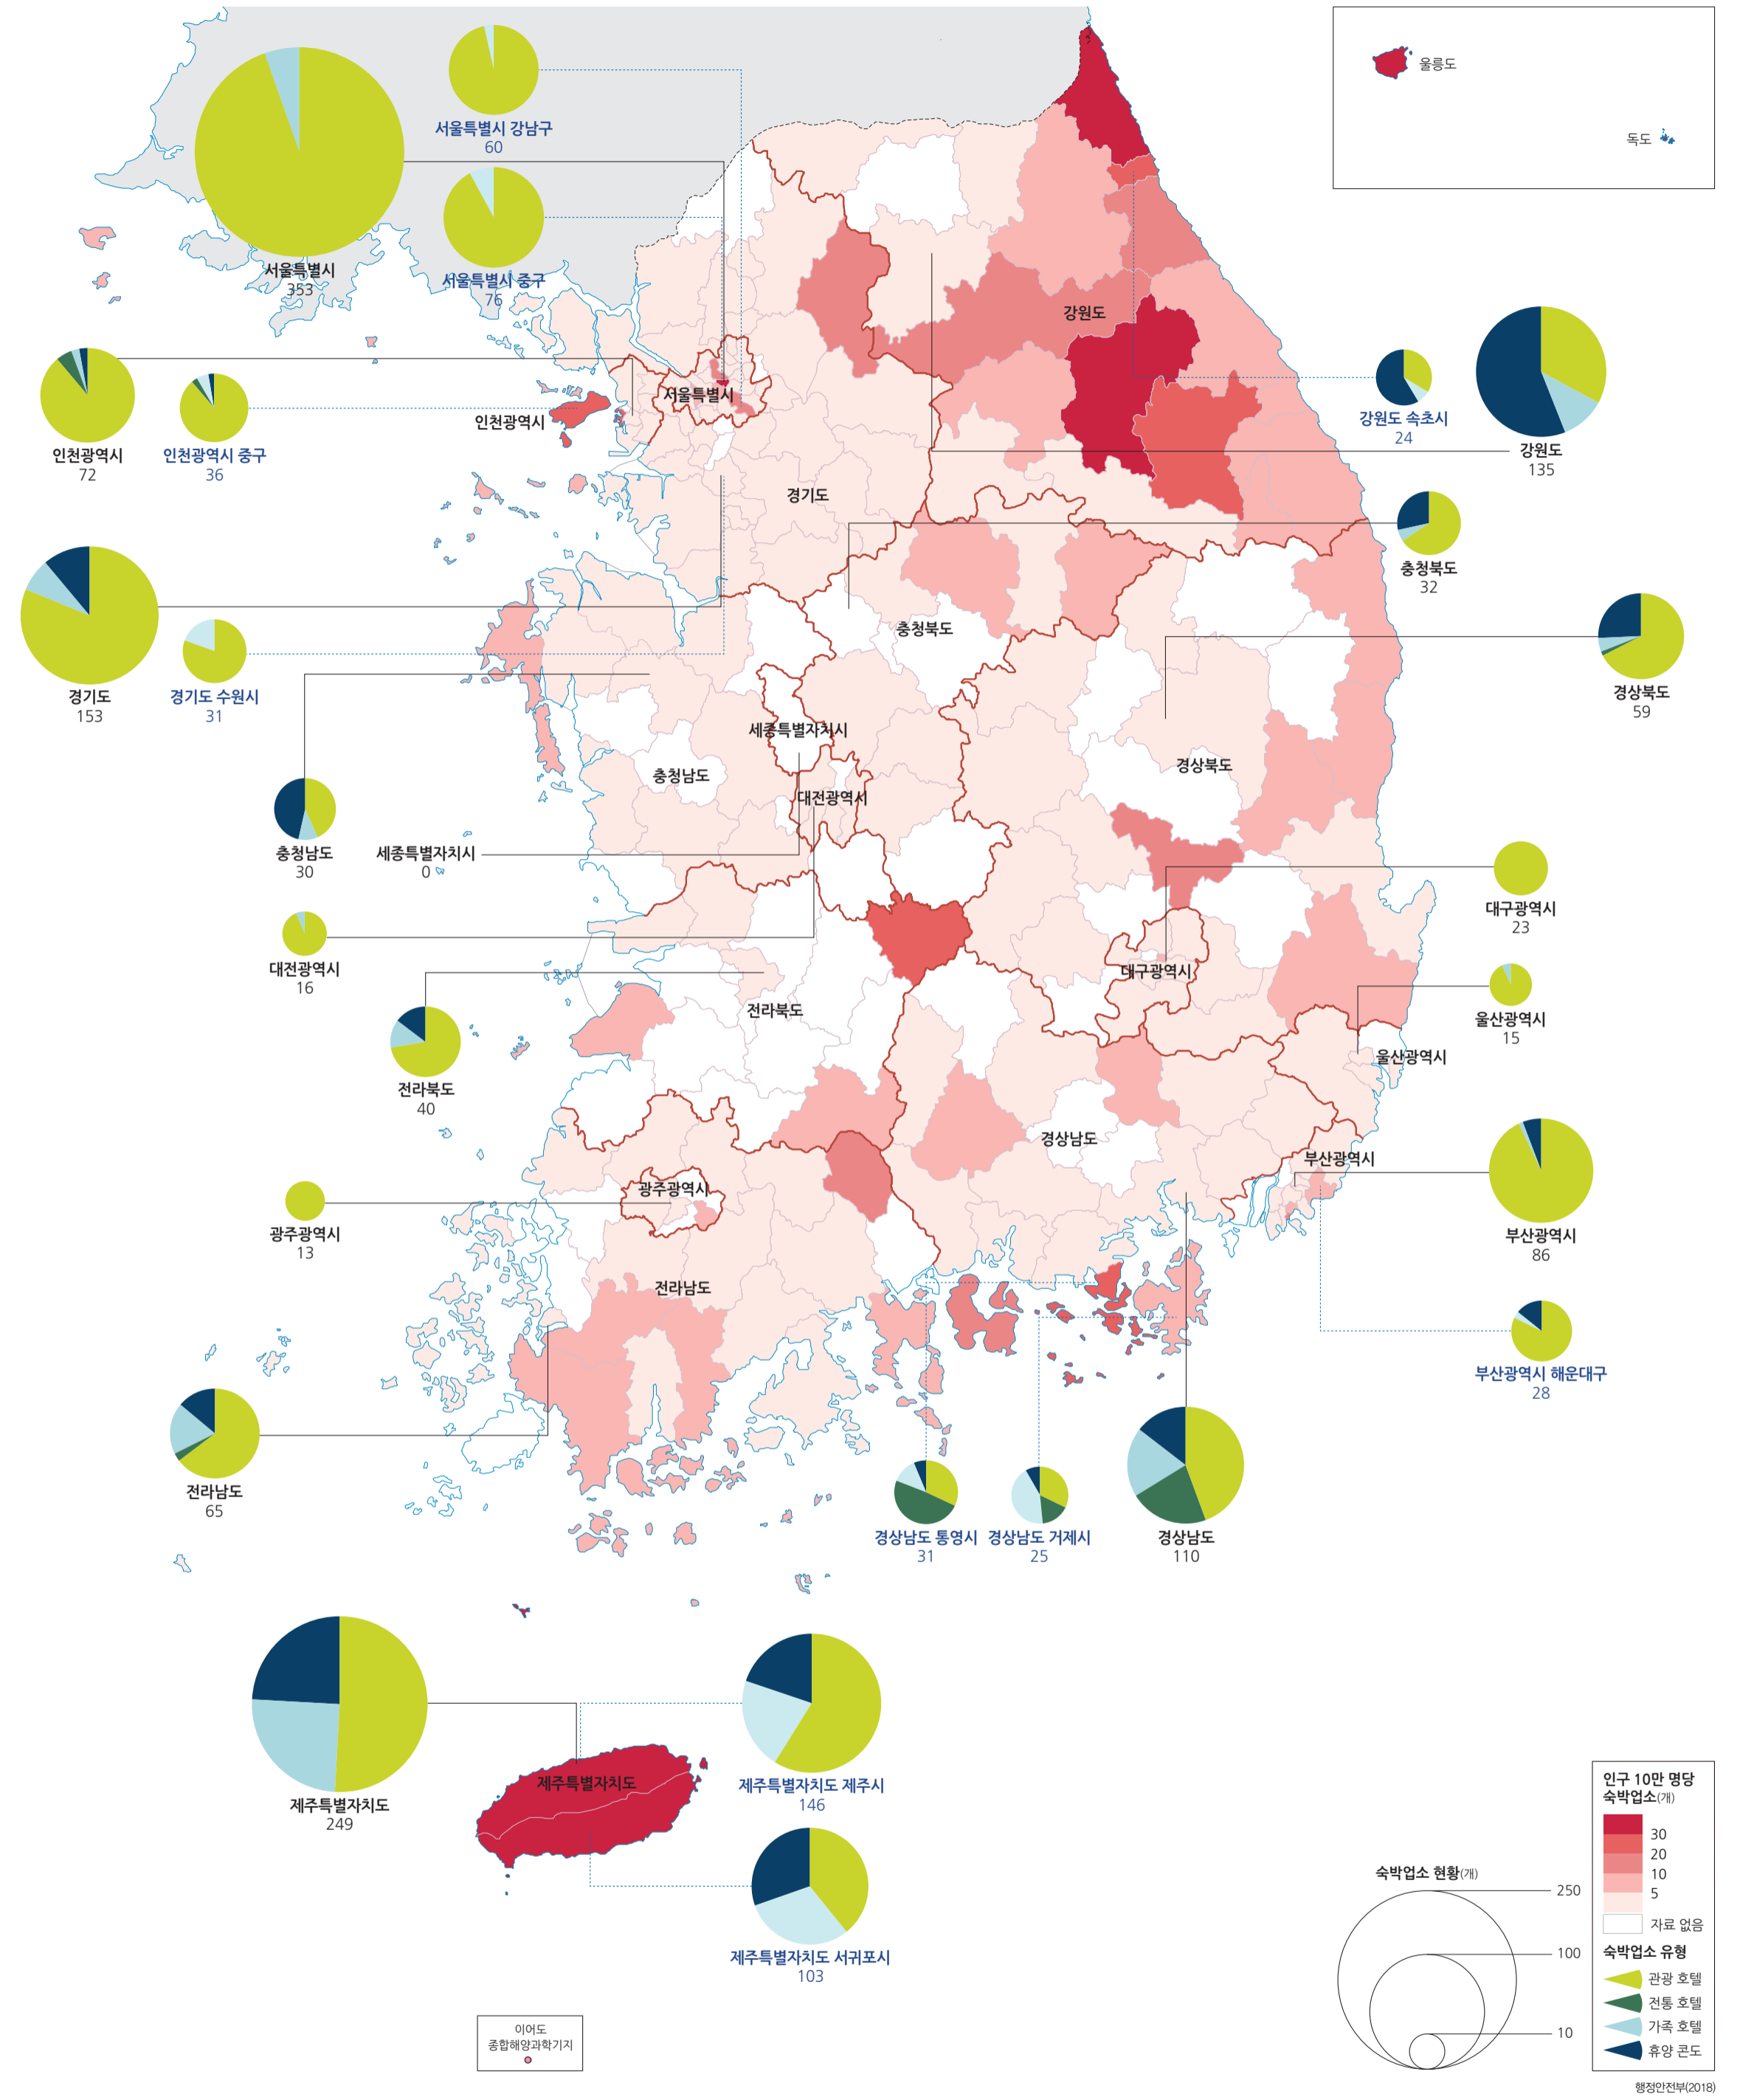 울릉도
독도
서울특별시 강남구
60
서울특별시
353
서울특별시 중구
76
강원도
서울특별시
인천광역시
인천광역시
72
인천광역시 중구
36
강원도 속초시
24
강원도
135
경기도
충청북도
32
충청북도
경기도
153
경기도 수원시
31
경상북도
59
세종특별자치시
충청남도
경상북도
대전광역시
충청남도
30
세종특별자치시
0
대구광역시
23
대전광역시
16
대구광역시
전라북도
울산광역시
15
울산광역시
전라북도
40
경상남도
부산광역시
광주광역시
광주광역시
13
부산광역시
86
전라남도
부산광역시 해운대구
28
전라남도
65
경상남도 통영시
31
경상남도 거제시
25
경상남도
110
제주특별자치도
제주특별자치도
249
제주특별자치도 제주시
146
제주특별자치도 서귀포시
103
이어도
종합해양과학기지
숙박업소 현황(개)
250
100
10
인구 10만 명당
숙박업소(개)
30
20
10
5
자료 없음
숙박업소 유형
관광 호텔
전통 호텔
가족 호텔
휴양 콘도
행정안전부(2018)